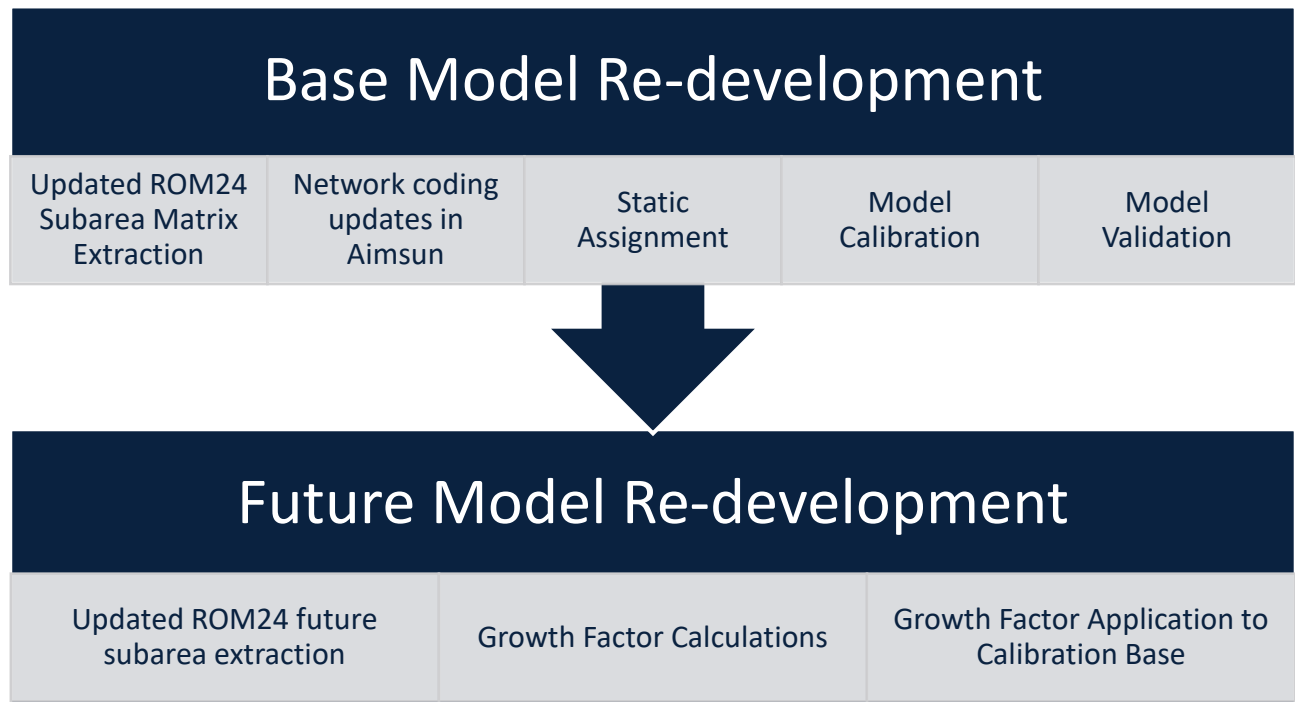 Base Model Re-development
Updated ROM24
Subarea Matrix
Extraction
Network coding
updates in
Aimsun
Static
Assignment
Model
Calibration
Model
Validation
Future Model Re-development
Updated ROM24 future
subarea extraction
Growth Factor Calculations
Growth Factor Application to
Calibration Base